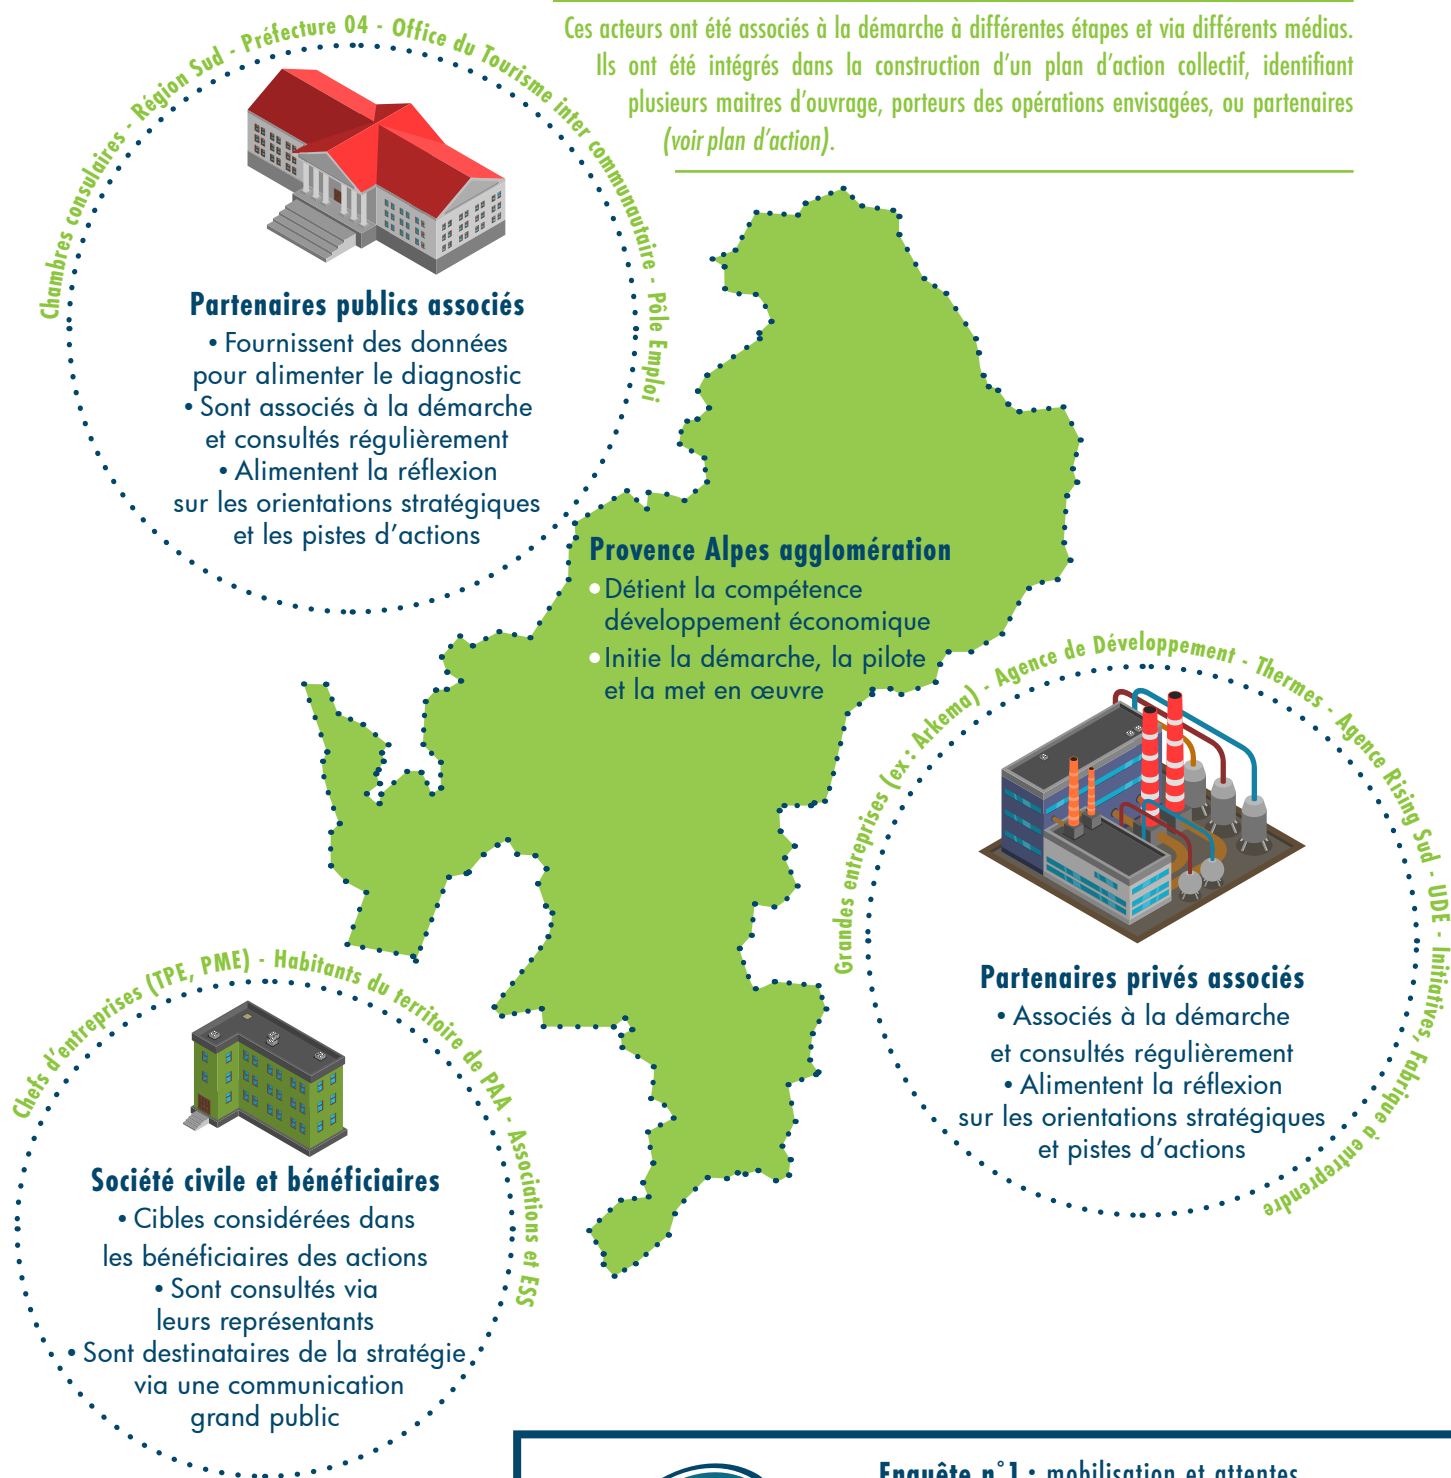 Ces acteurs ont été associés à la démarche à différentes étapes et via différents médias.
Ils ont été intégrés dans la construction d'un plan d'action collectif, identifiant
plusieurs maitres d'ouvrage, porteurs des opérations envisagées, ou partenaires
(voir plan d'action).
Chambres consulaires - Région Sud - Préfecture 04 - Office du Tourisme inter communautaire - Pôle Emploi
Partenaires publics associés
• Fournissent des données
pour alimenter le diagnostic
• Sont associés à la démarche
et consultés régulièrement
• Alimentent la réflexion
sur les orientations stratégiques
et les pistes d'actions
Provence Alpes agglomération
• Détient la compétence
développement économique
• Initie la démarche, la pilote
et la met en œuvre
Grandes entreprises (ex : Arkema) - Agence de Développement - Thermes - Agence Rising Sud - UDE - Initiatives, Fabrique à entreprendre
Partenaires privés associés
• Associés à la démarche
et consultés régulièrement
• Alimentent la réflexion
sur les orientations stratégiques
et pistes d'actions
Chefs d'entreprises (TPE, PME) - Habitants du territoire de PAA - Associations et ESS
Société civile et bénéficiaires
• Cibles considérées dans
les bénéficiaires des actions
• Sont consultés via
leurs représentants
• Sont destinataires de la stratégie
via une communication
grand public
Enquête n°1 : mobilisation et attentes